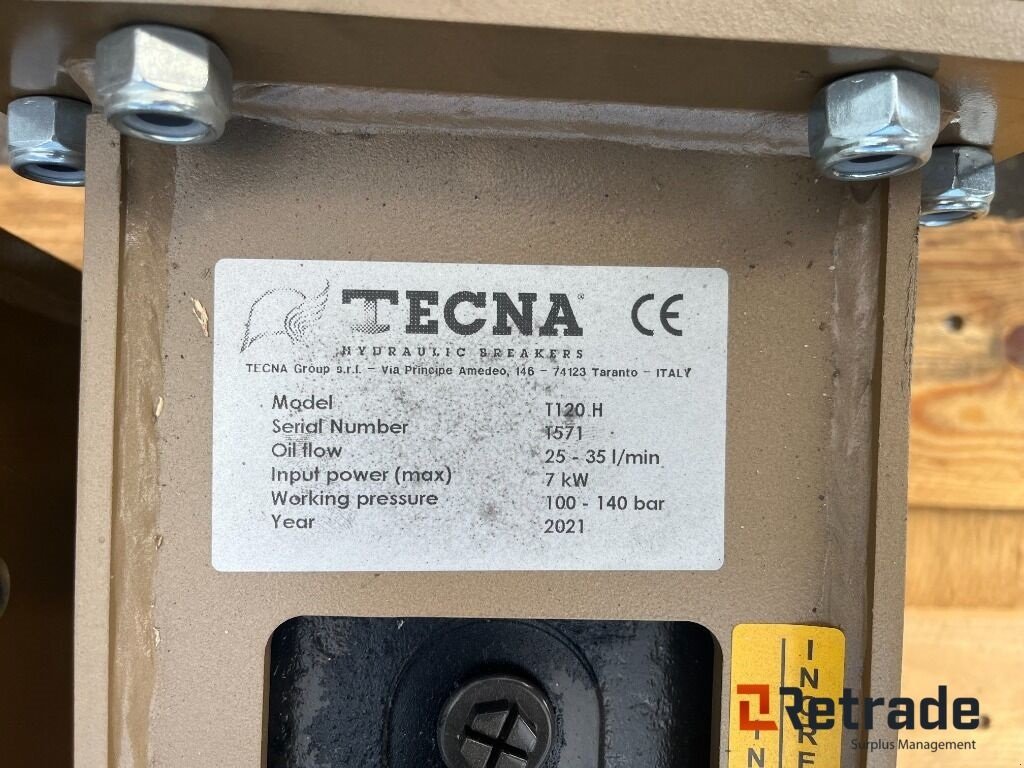 TECNA CE
HYDRAULIC BREAKERS
TECNA Group s.r.l. - Via Principe Amedeo, 146 - 74123 Taranto - ITALY
Model T120 H
Serial Number T571
Oil flow 25 - 35 l/min
Input power (max) 7 kW
Working pressure 100 - 140 bar
Year 2021
Retrade
Surplus Management